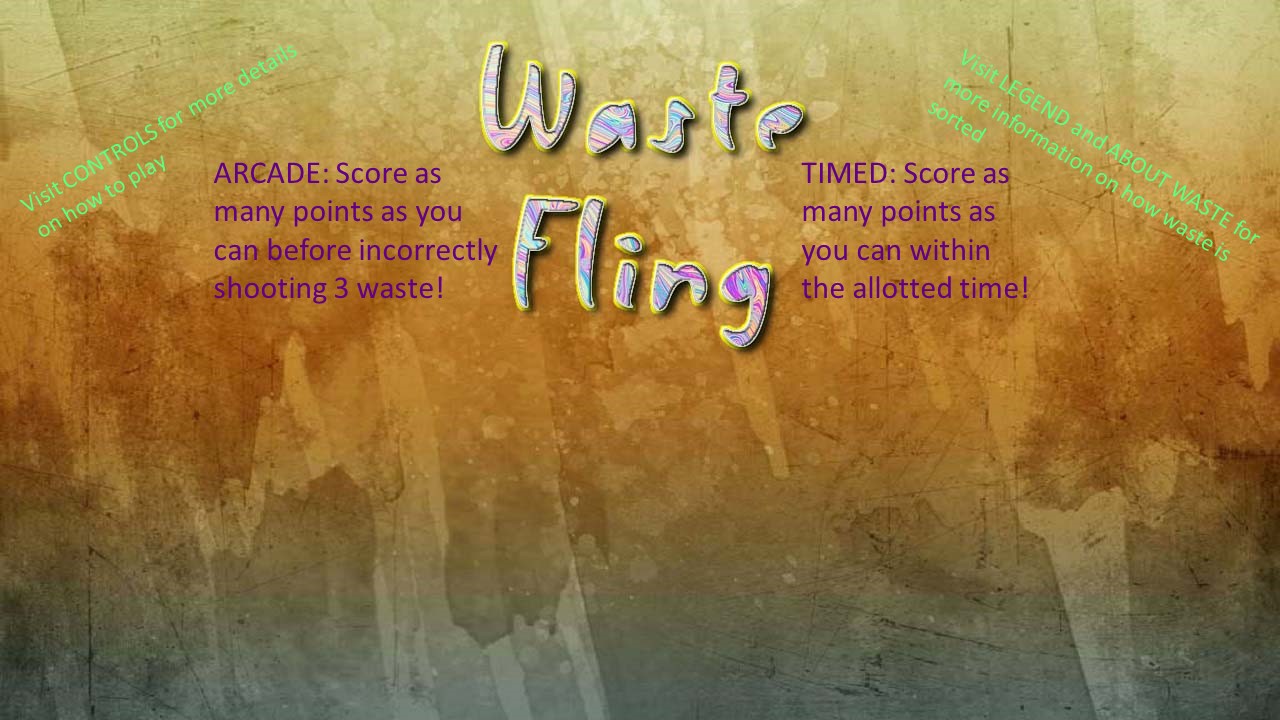 Waste
Fling
Visit CONTROLS for more details
on how to play
ARCADE: Score as
many points as you
can before incorrectly
shooting 3 waste!
TIMED: Score as
many points as
you can within
the allotted time!
Visit LEGEND and ABOUT WASTE for
more information on how waste is
sorted